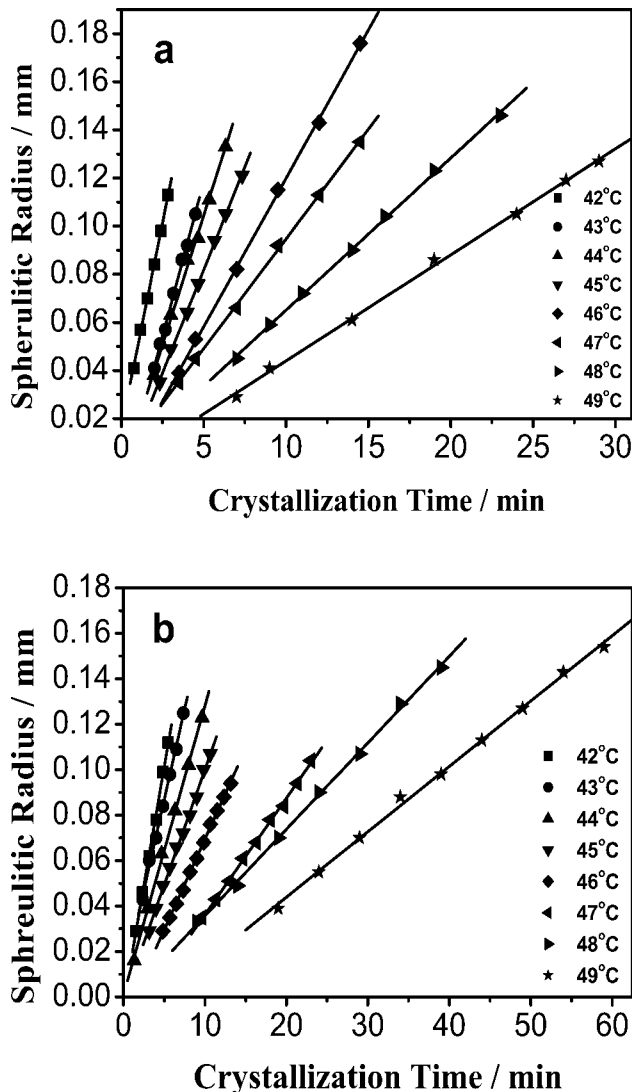 a
0.18
0.16
0.14
0.12
0.10
0.08
0.06
0.04
0.02
Spherulitic Radius / mm
42°C
43°C
44°C
45°C
46°C
47°C
48°C
49°C
0 5 10 15 20 25 30
Crystallization Time / min
b
0.18
0.16
0.14
0.12
0.10
0.08
0.06
0.04
0.02
0.00
Sphreulitic Radius / mm
42°C
43°C
44°C
45°C
46°C
47°C
48°C
49°C
0 10 20 30 40 50 60
Crystallization Time / min